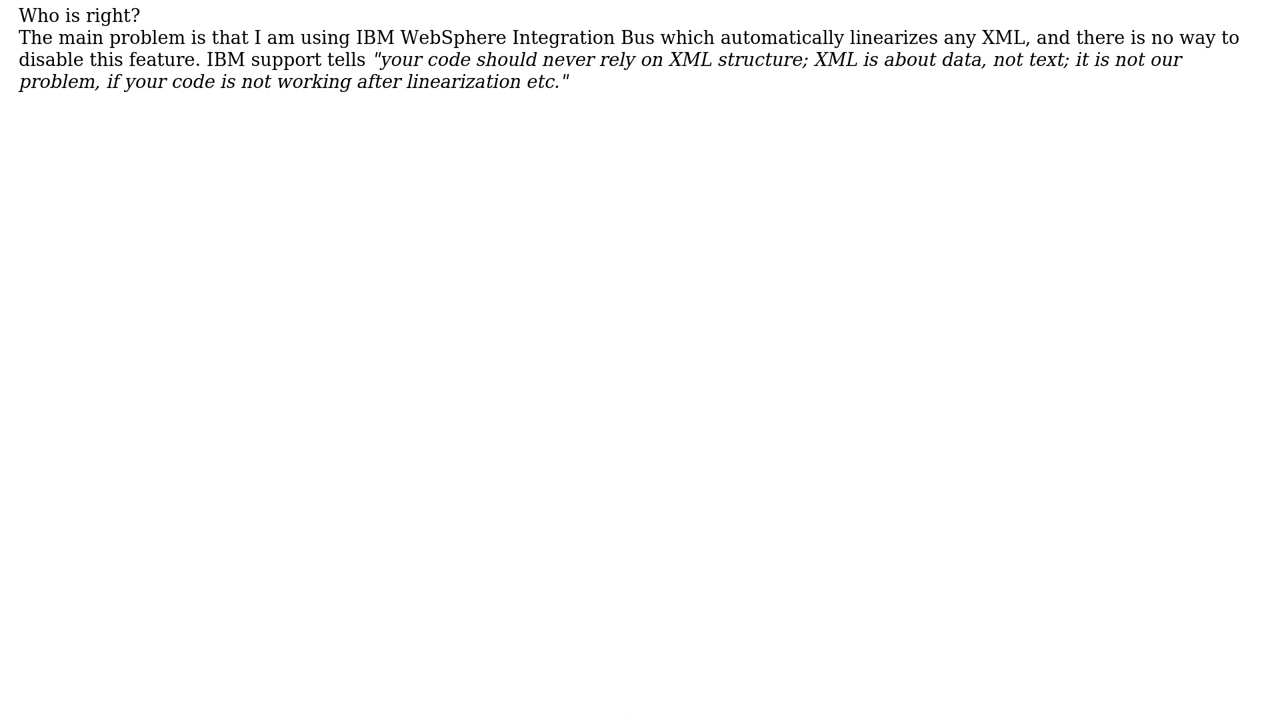 Who is right?
The main problem is that I am using IBM WebSphere Integration Bus which automatically linearizes any XML, and there is no way to
disable this feature. IBM support tells "your code should never rely on XML structure; XML is about data, not text; it is not our
problem, if your code is not working after linearization etc."